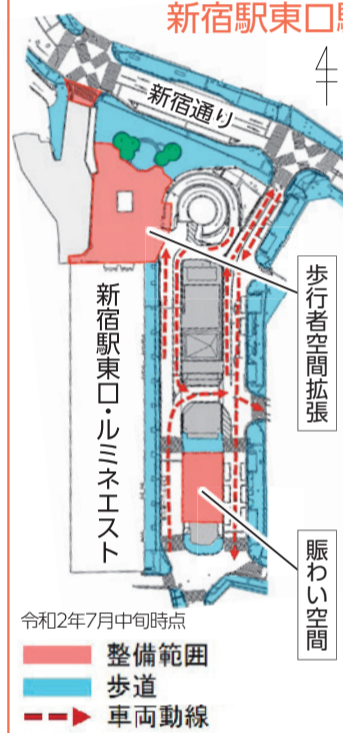 新宿駅東口駅
新宿通り
歩行者空間拡張
新宿駅東口・ルミネエスト
賑わい空間
令和2年7月中旬時点
整備範囲
歩道
車両動線